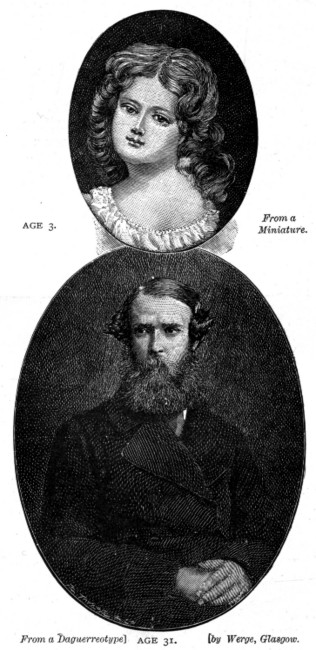 AGE 3.
From a
Miniature.
From a Daguerreotype] AGE 31. [by Werge, Glasgow.